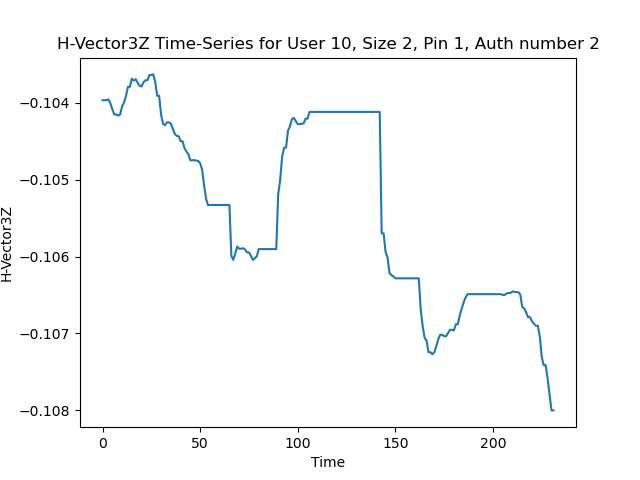 H-Vector3Z Time-Series for User 10, Size 2, Pin 1, Auth number 2
H-Vector3Z
−0.104
−0.105
−0.106
−0.107
−0.108
0 50 100 150 200
Time